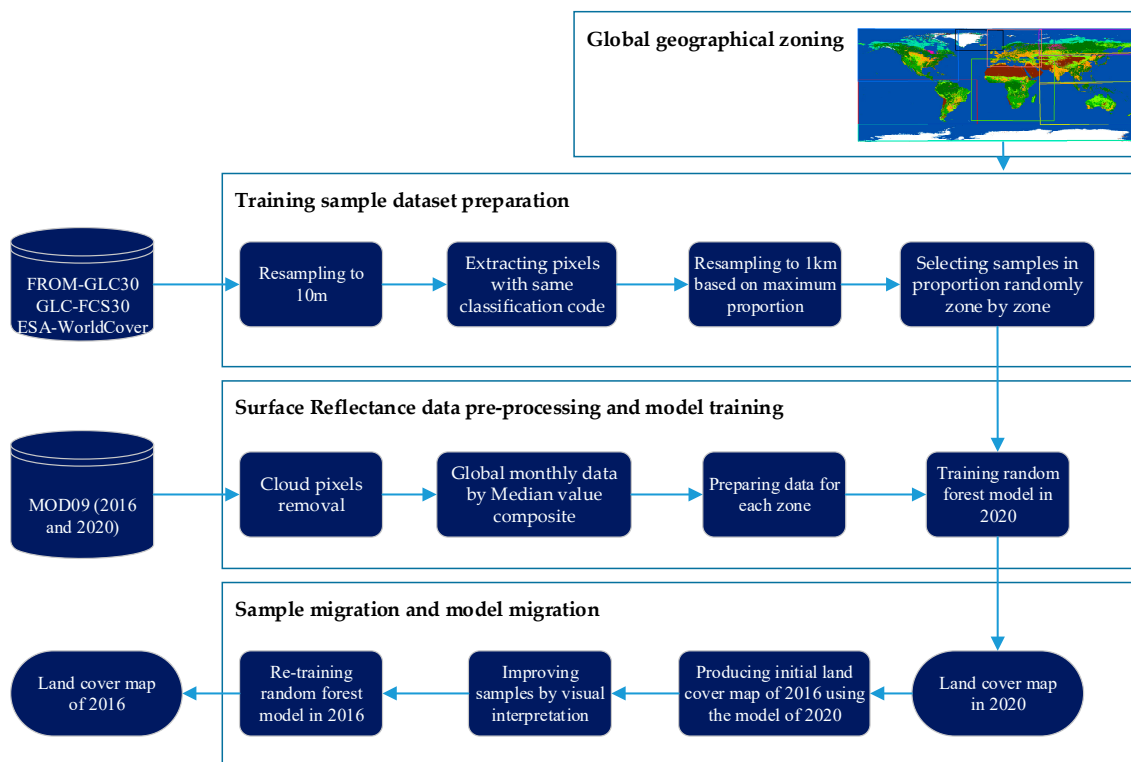 Global geographical zoning
Training sample dataset preparation
FROM-GLC30
GLC-FCS30
ESA-WorldCover
Resampling to
10m
Extracting pixels
with same
classification code
Resampling to 1km
based on maximum
proportion
Selecting samples in
proportion randomly
zone by zone
Surface Reflectance data pre-processing and model training
MOD09 (2016
and 2020)
Cloud pixels
removal
Global monthly data
by Median value
composite
Preparing data for
each zone
Training random
forest model in
2020
Sample migration and model migration
Land cover map
of 2016
Re-training
random forest
model in 2016
Improving
samples by visual
interpretation
Producing initial land
cover map of 2016 using
the model of 2020
Land cover map
in 2020